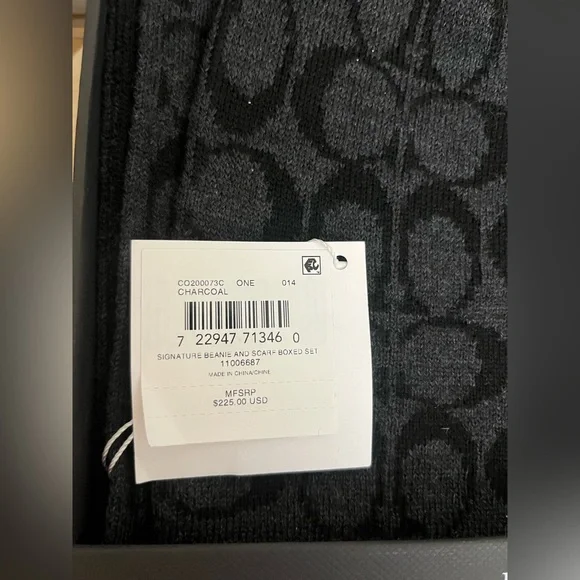 CO200073C ONE 014
CHARCOAL
7 22947 71346 0
SIGNATURE BEANIE AND SCARF BOXED SET
11006687
MADE IN CHINA/CHINE
MFSRP
$225.00 USD